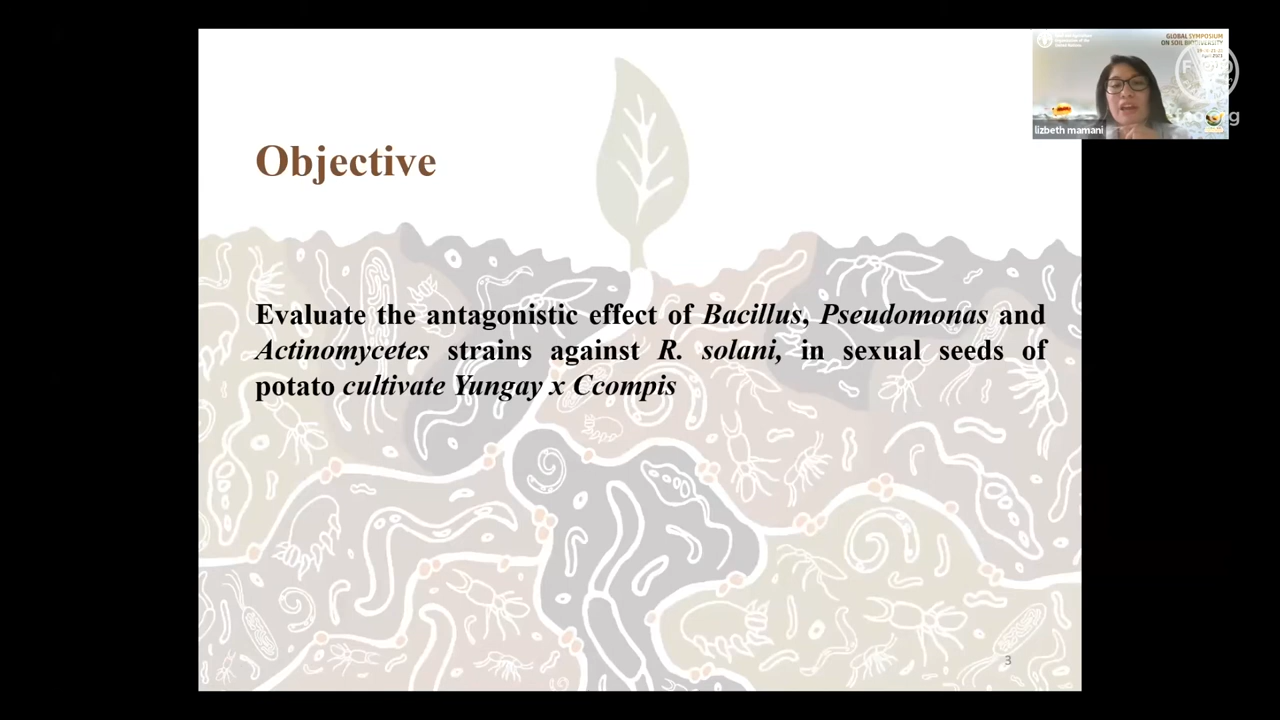 Objective
Evaluate the antagonistic effect of Bacillus, Pseudomonas and
Actinomycetes strains against R. solani, in sexual seeds of
potato cultivate Yungay x Ccompis
3
GLOBAL SYMPOSIUM
ON SOIL BIODIVERSITY
lizbeth mamani